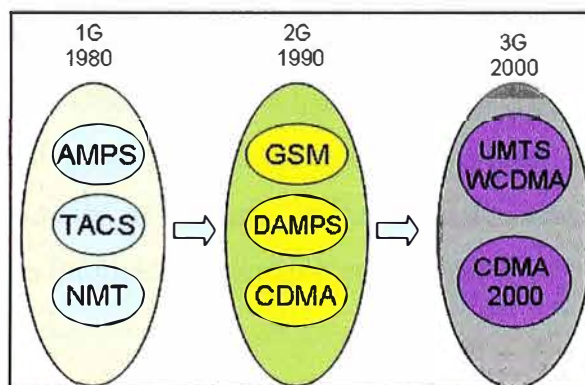 1G
1980
AMPS
TACS
NMT
2G
1990
GSM
DAMPS
CDMA
3G
2000
UMTS
WCDMA
CDMA
2000